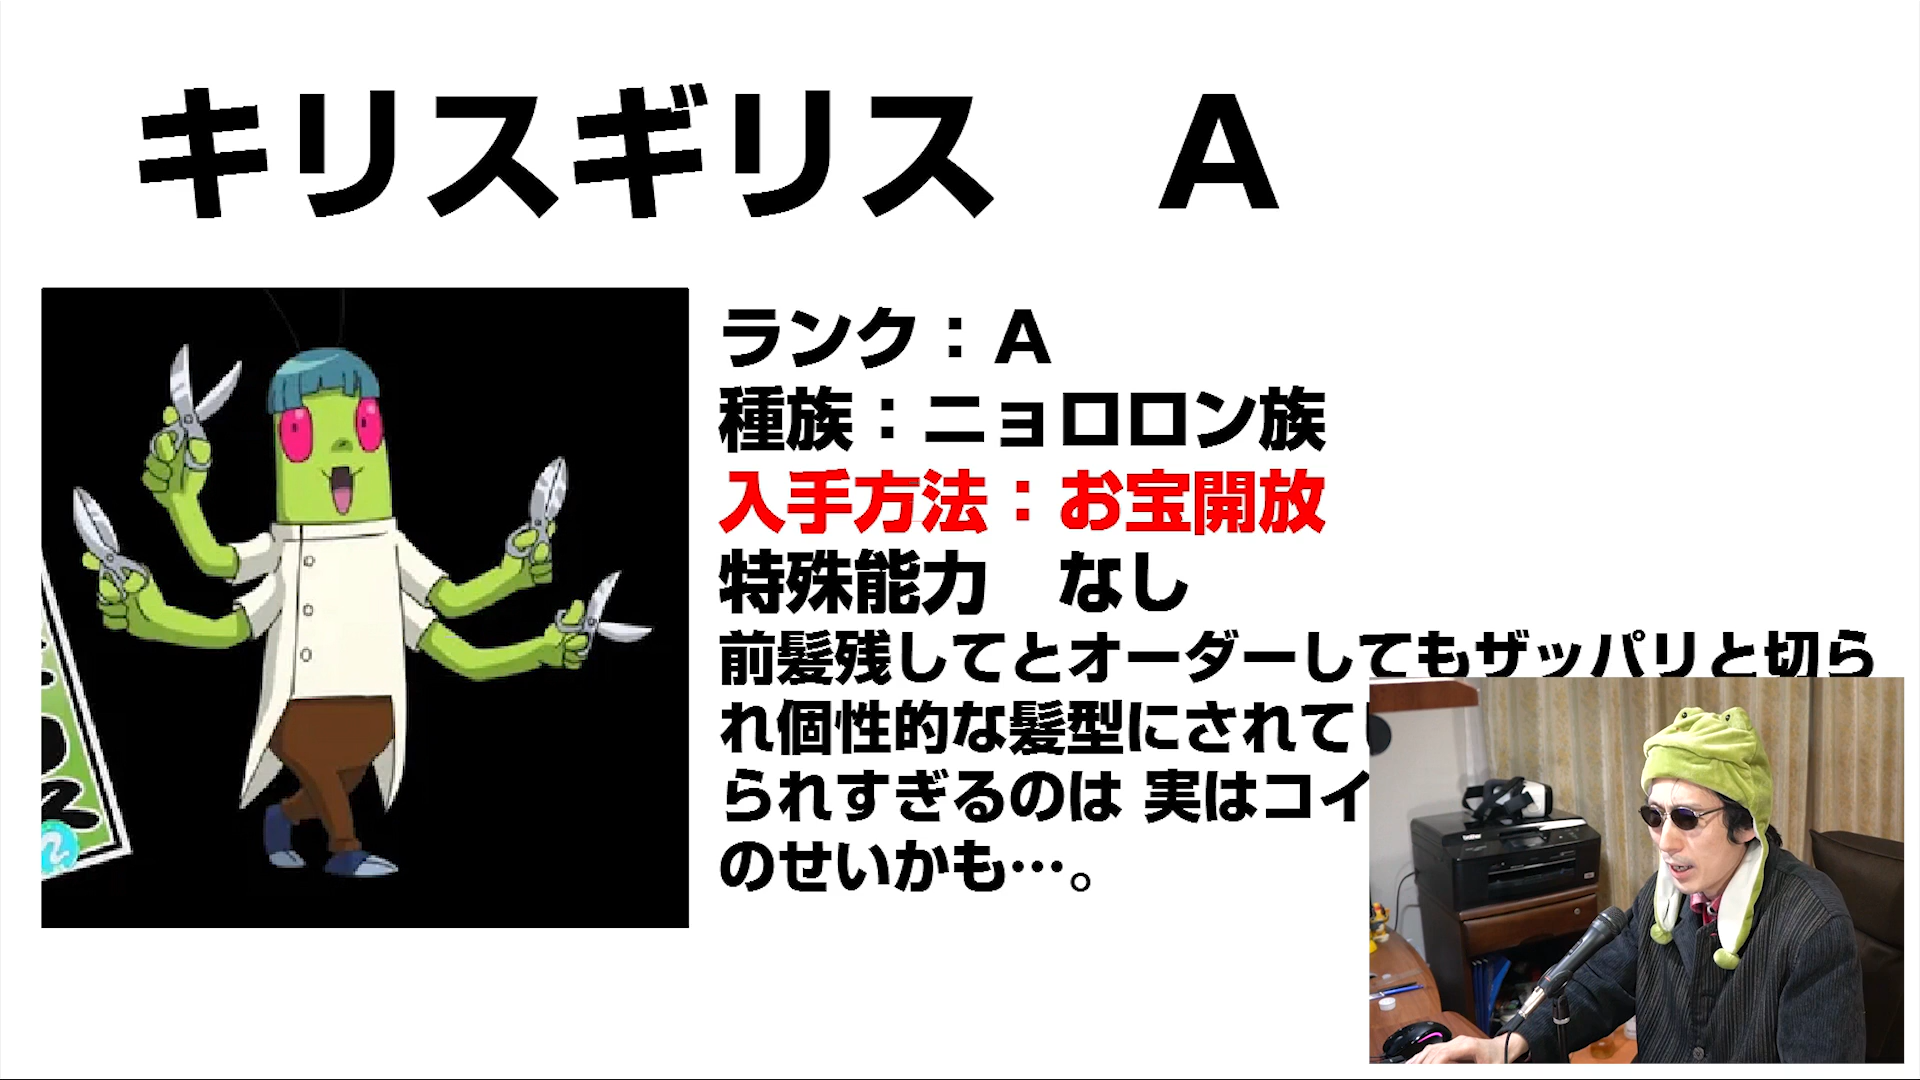 キリスギリス　A
ランク：A
種族：ニョロロン族
入手方法：お宝開放
特殊能力　なし
前髪残してとオーダーしてもザッパリと切ら
れ個性的な髪型にされて
られすぎるのは 実はコイ
のせいかも…。